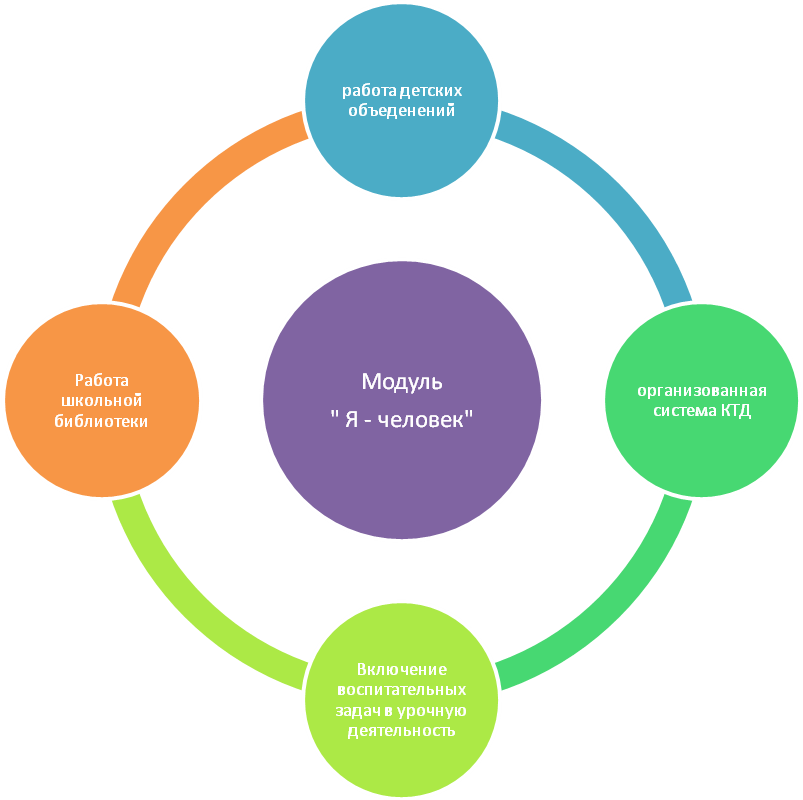 работа детских
объеденений
Работа
школьной
библиотеки
Модуль
" Я - человек"
организованная
система КТД
Включение
воспитательных
задач в урочную
деятельность